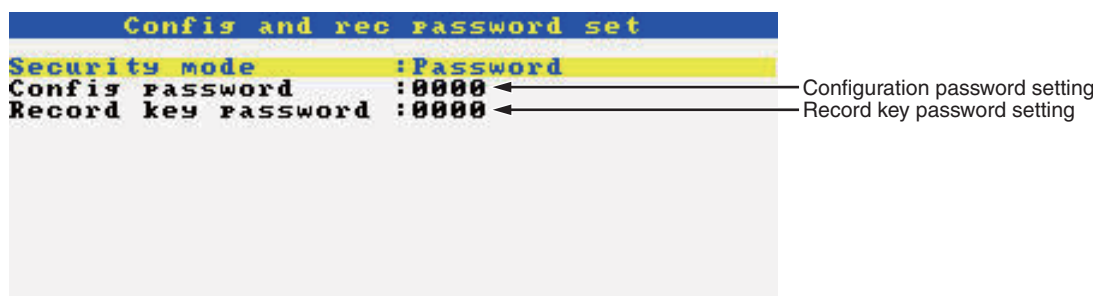 Config and rec password set
Security mode :Password
Config password :0000
Record key password :0000
Configuration password setting
Record key password setting